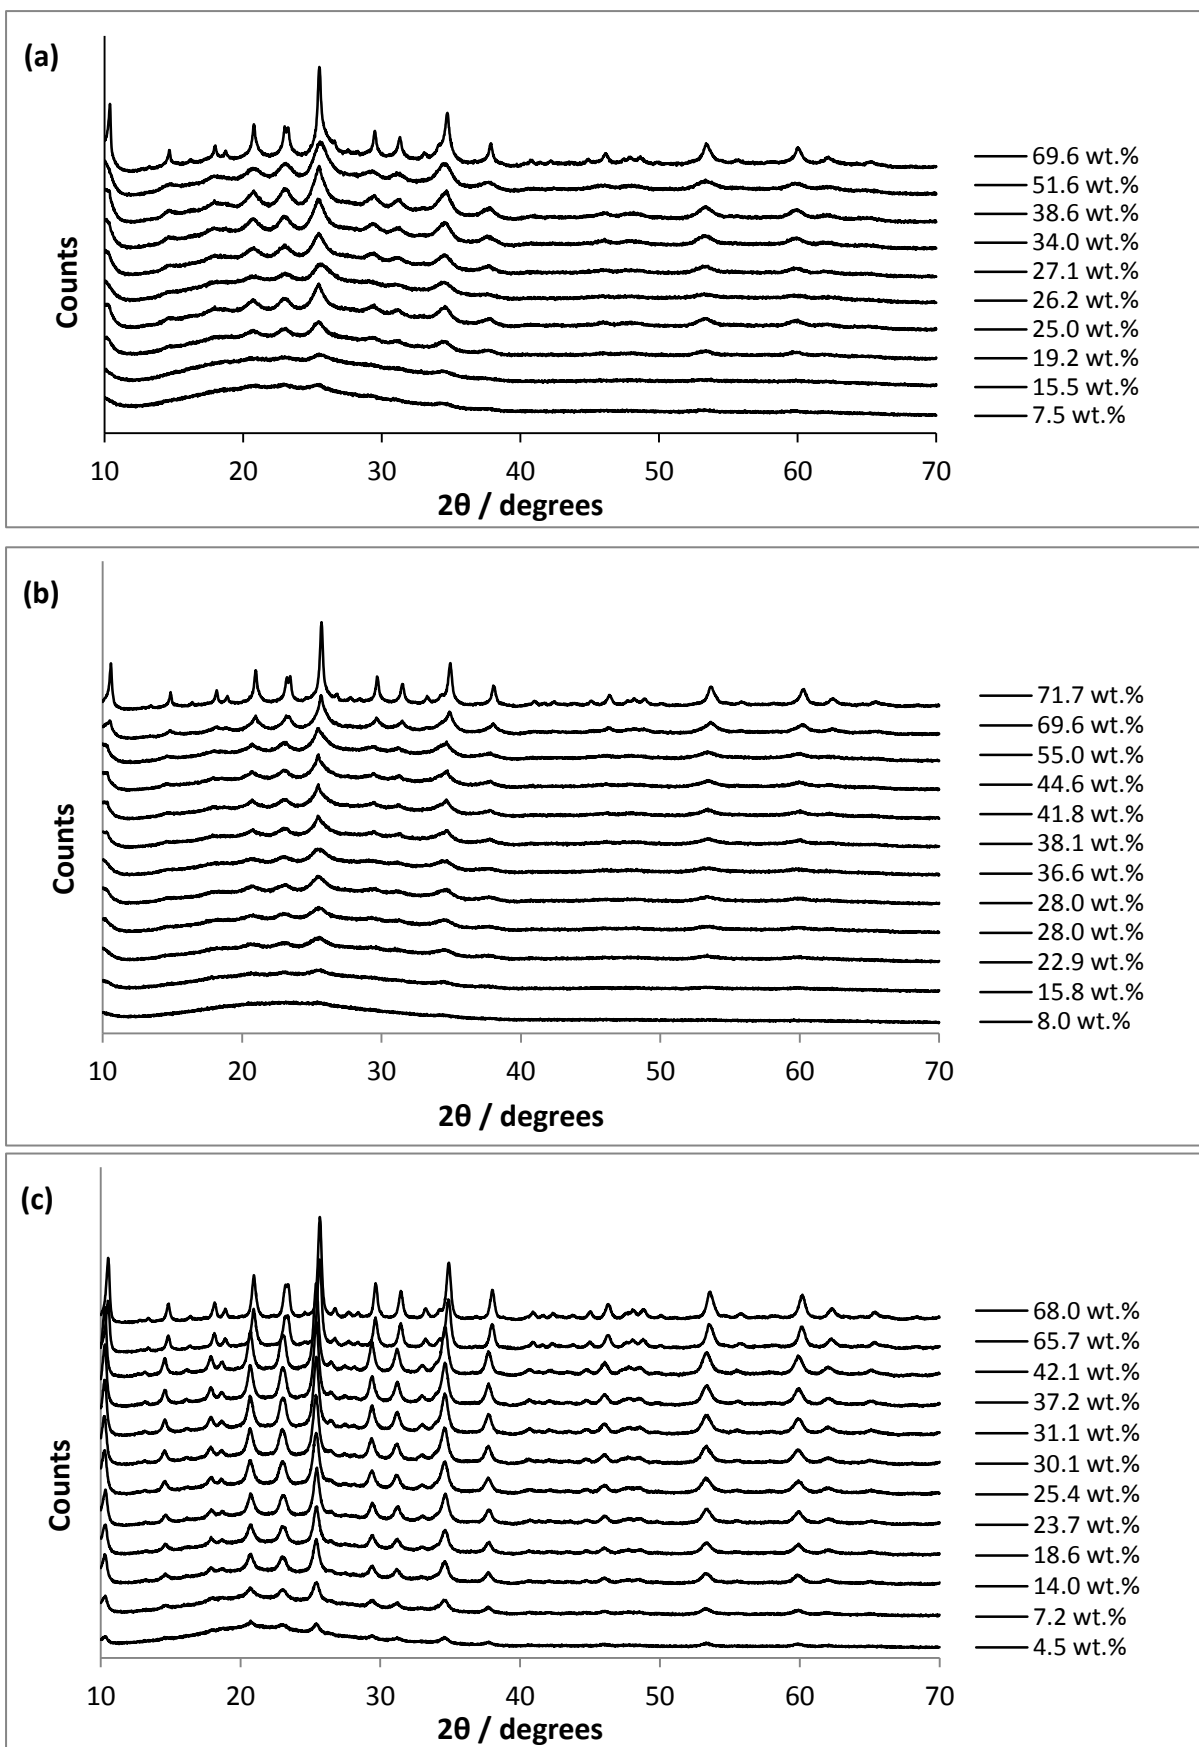 (a)
Counts
69.6 wt.%
51.6 wt.%
38.6 wt.%
34.0 wt.%
27.1 wt.%
26.2 wt.%
25.0 wt.%
19.2 wt.%
15.5 wt.%
7.5 wt.%
10 20 30 40 50 60 70
2θ / degrees
(b)
Counts
71.7 wt.%
69.6 wt.%
55.0 wt.%
44.6 wt.%
41.8 wt.%
38.1 wt.%
36.6 wt.%
28.0 wt.%
28.0 wt.%
22.9 wt.%
15.8 wt.%
8.0 wt.%
10 20 30 40 50 60 70
2θ / degrees
(c)
Counts
68.0 wt.%
65.7 wt.%
42.1 wt.%
37.2 wt.%
31.1 wt.%
30.1 wt.%
25.4 wt.%
23.7 wt.%
18.6 wt.%
14.0 wt.%
7.2 wt.%
4.5 wt.%
10 20 30 40 50 60 70
2θ / degrees